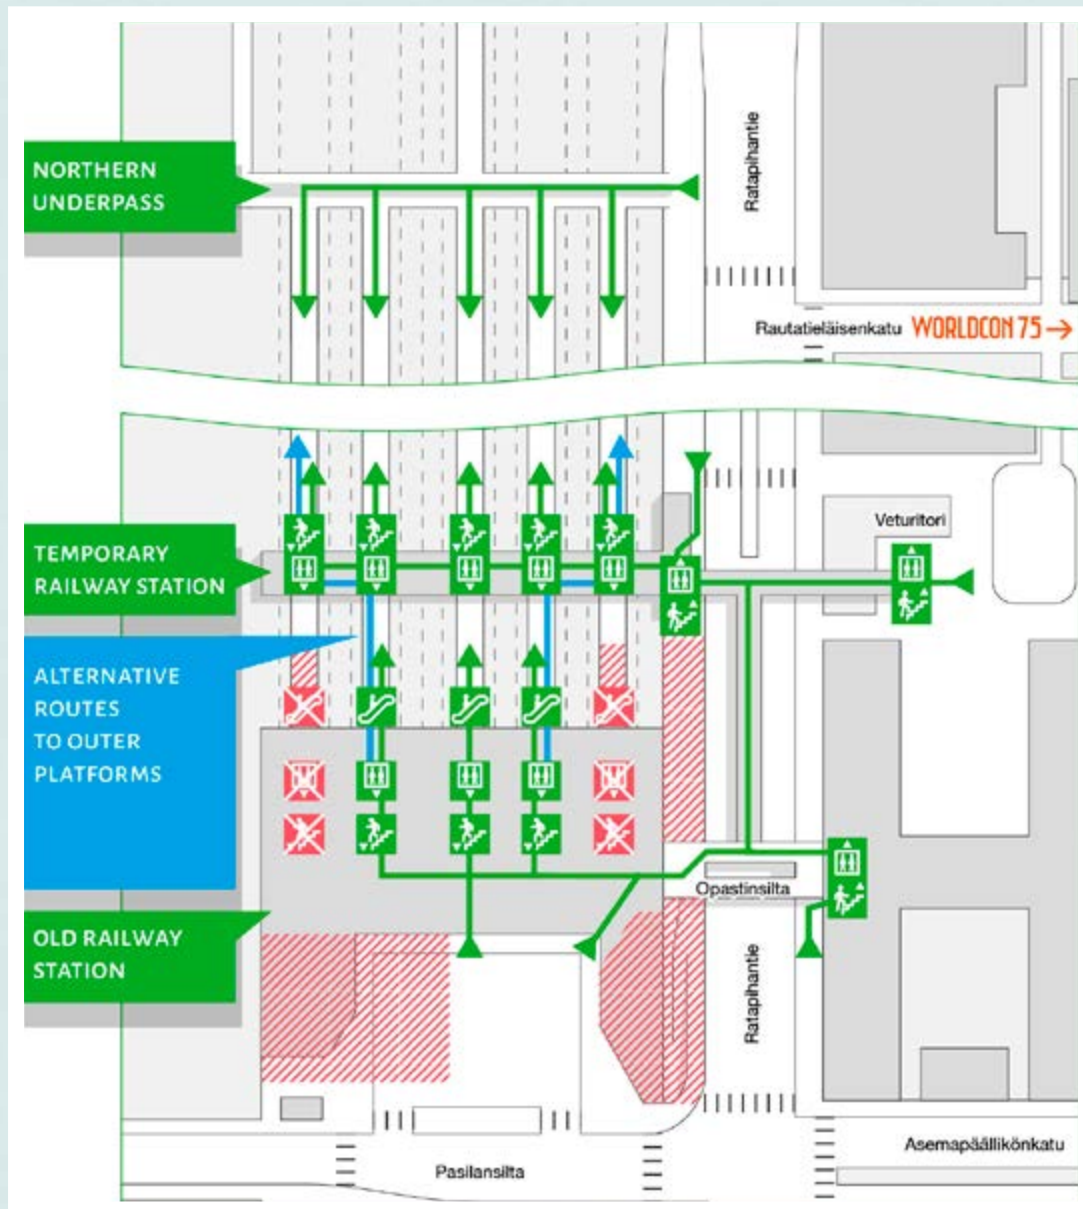 Ratapihantie
NORTHERN
UNDERPASS
Rautatieläisenkatu WORLDCON 75
Veturitori
TEMPORARY
RAILWAY STATION
ALTERNATIVE
ROUTES
TO OUTER
PLATFORMS
Opastinsilta
OLD RAILWAY
STATION
Ratapihantie
Asemapäällikönkatu
Pasilansilta